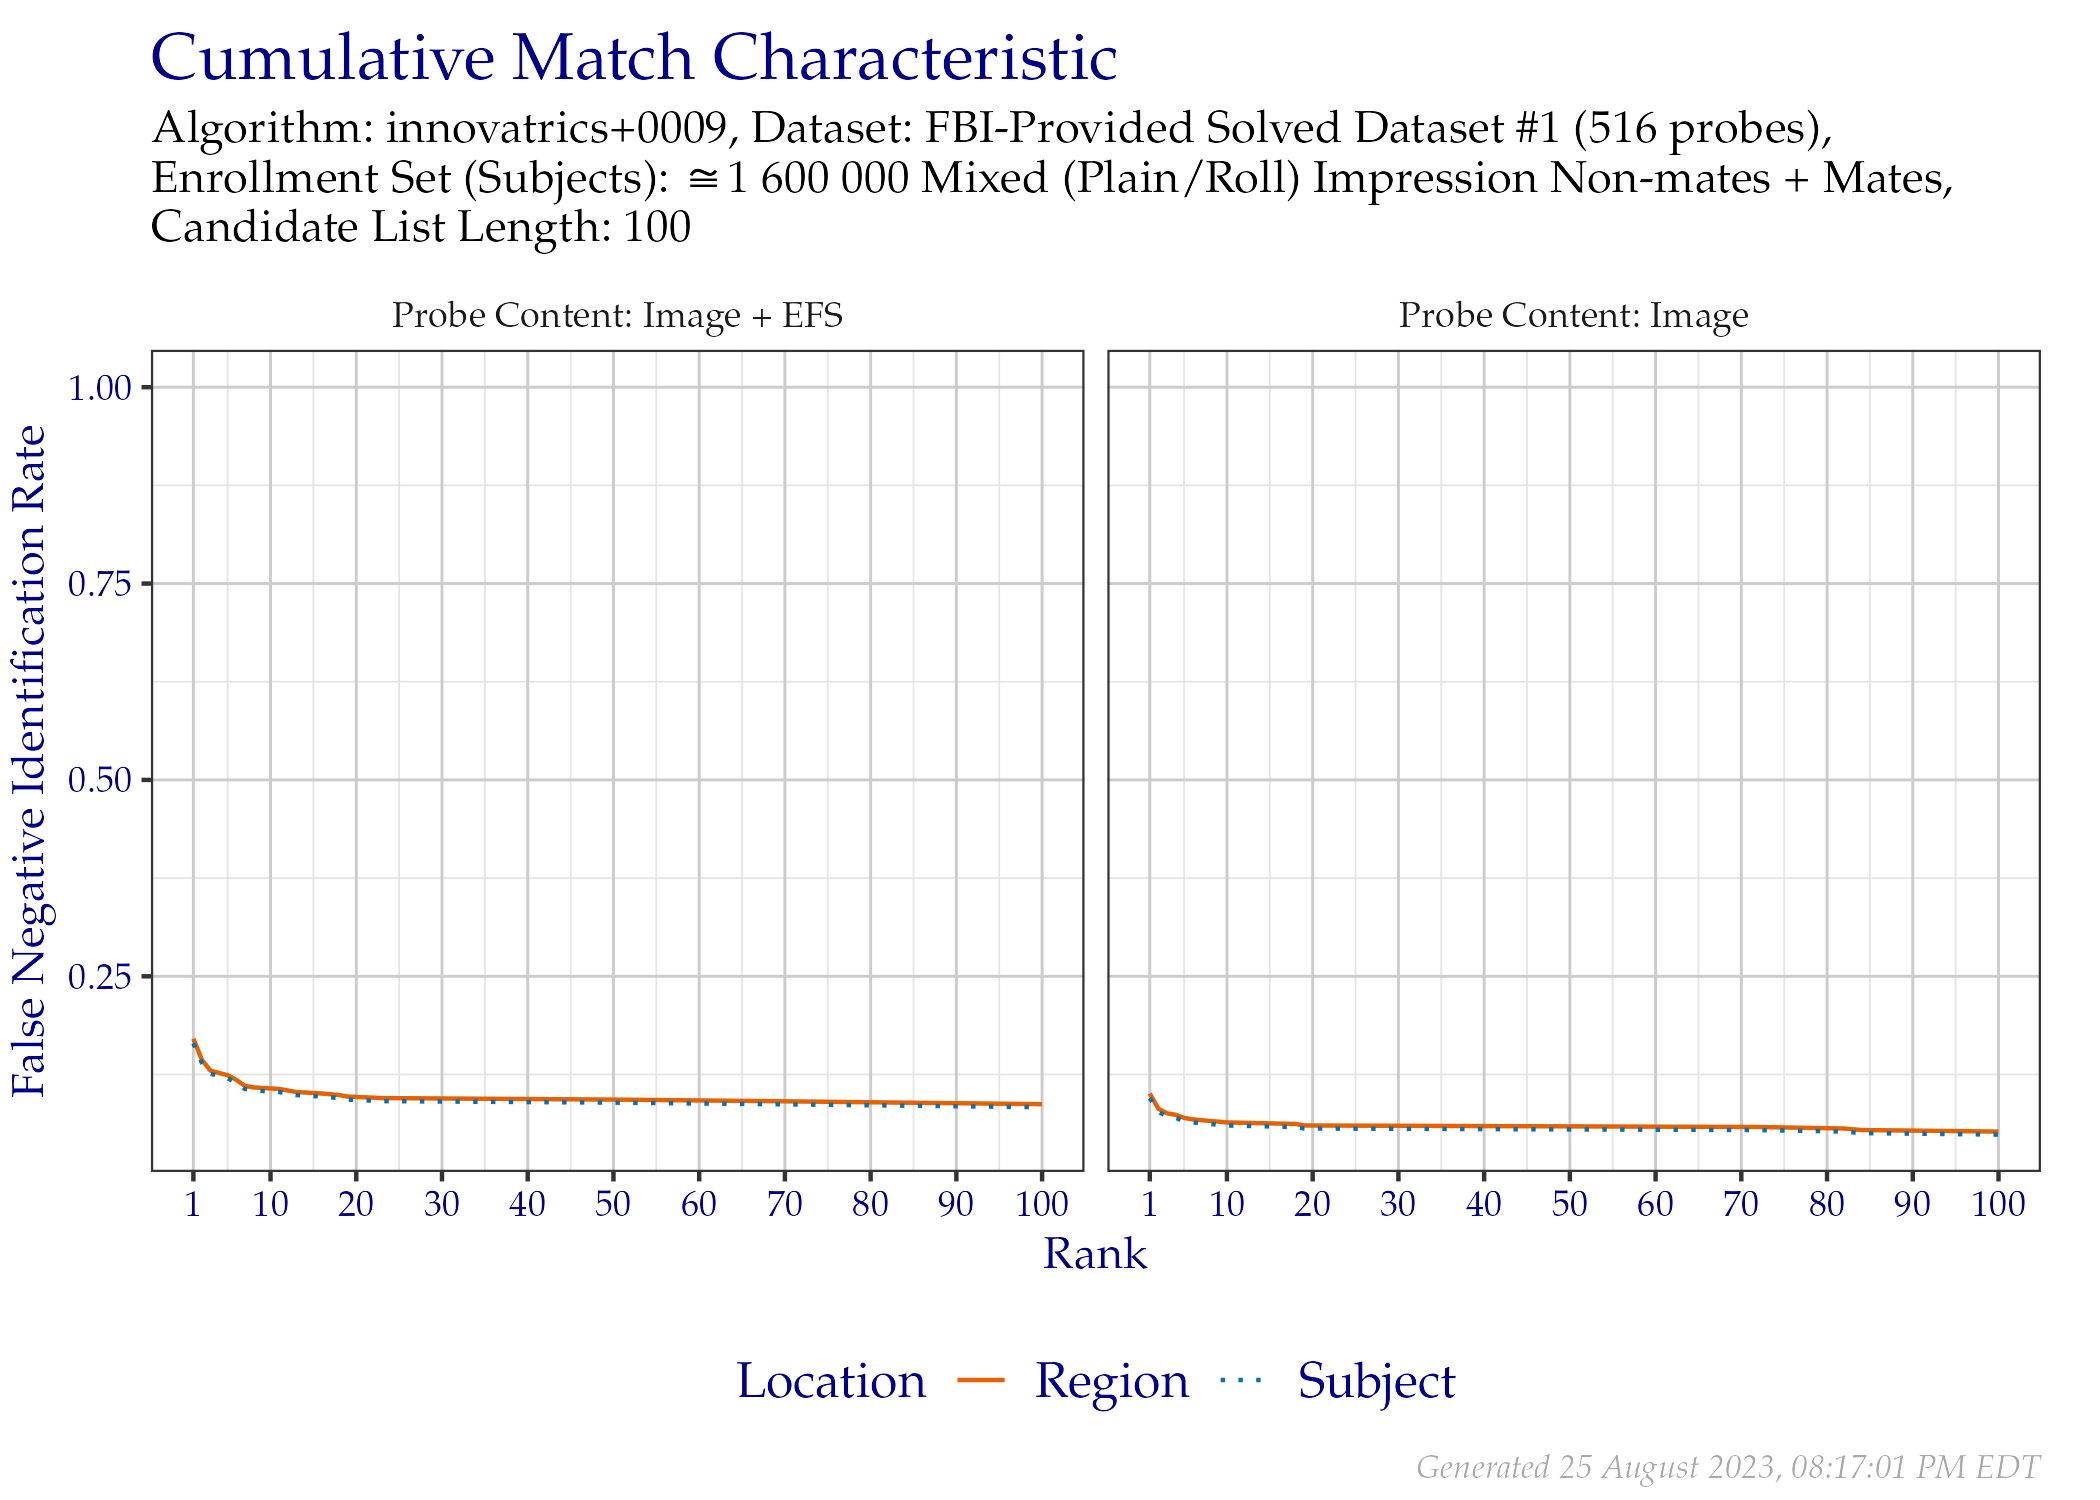 Cumulative Match Characteristic
Algorithm: innovatrics+0009, Dataset: FBI-Provided Solved Dataset #1 (516 probes),
Enrollment Set (Subjects): ≅ 1 600 000 Mixed (Plain/Roll) Impression Non-mates + Mates,
Candidate List Length: 100
Probe Content: Image + EFS
Probe Content: Image
False Negative Identification Rate
1.00
0.75
0.50
0.25
1 10 20 30 40 50 60 70 80 90 100
1 10 20 30 40 50 60 70 80 90 100
Rank
Location Region Subject
Generated 25 August 2023, 08:17:01 PM EDT